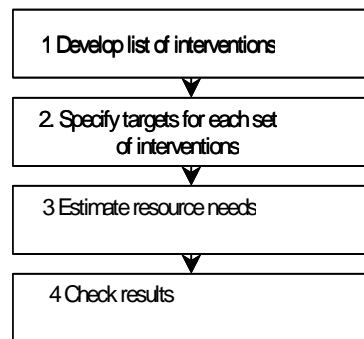 1 Develop list of interventions
2. Specify targets for each set
of interventions
3 Estimate resource needs
4 Check results